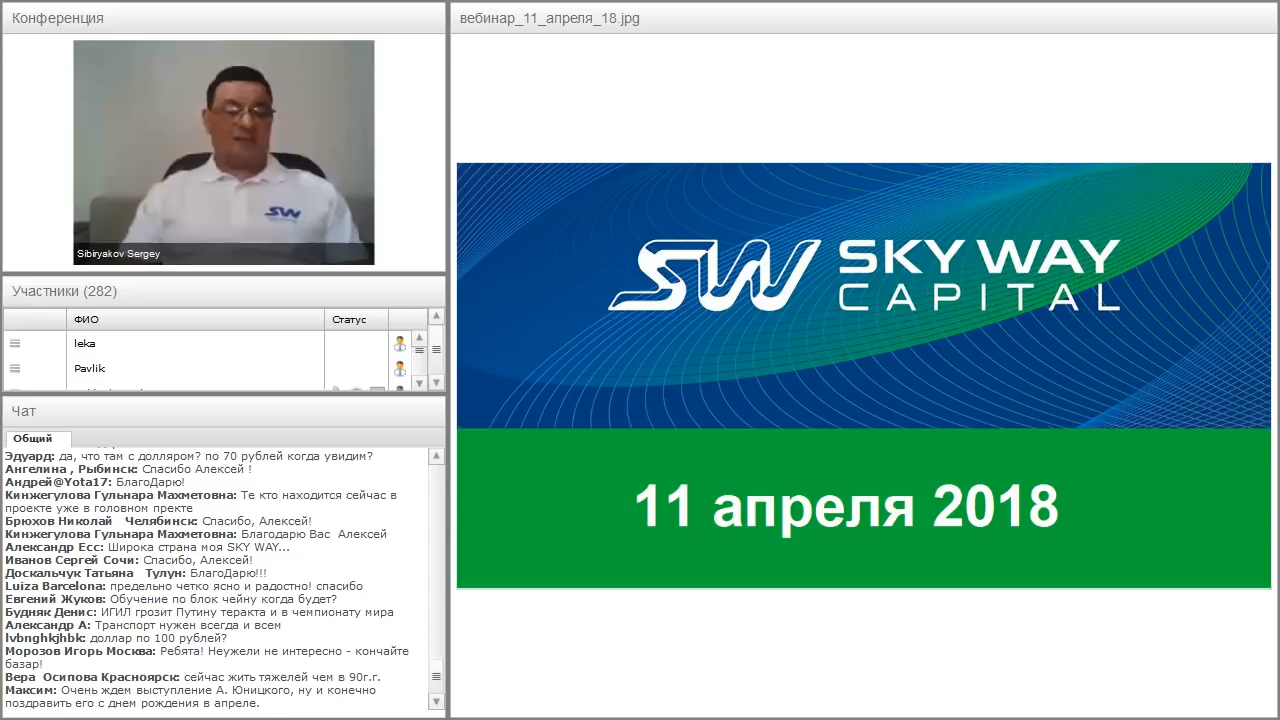 Конференция
Sibiryakov Sergey
SW
Участники (282)
ФИО
Статус
leka
Pavlik
Чат
Общий
Эдуард: да, что там с долляром? по 70 рублей когда увидим?
Ангелина , Рыбинск: Спасибо Алексей !
Андрей@Yota17: БлагоДарю!
Кинжегулова Гульнара Махметовна: Те кто находится сейчас в
проекте уже в головном пректе
Брюхов Николай Челябинск: Спасибо, Алексей!
Кинжегулова Гульнара Махметовна: Благодарю Вас Алексей
Александр Есс: Широка страна моя SKY WAY...
Иванов Сергей Сочи: Спасибо, Алексей!
Доскальчук Татьяна Тулун: БлагоДарю!!!
Luiza Barcelona: предельно четко ясно и радостно! спасибо
Евгений Жуков: Обучение по блок чейну когда будет?
Будняк Денис: ИГИЛ грозит Путину теракта и в чемпионату мира
Александр А: Транспорт нужен всегда и всем
lvbnghkjhbk: доллар по 100 рублей?
Морозов Игорь Москва: Ребята! Неужели не интересно - кончайте
базар!
Вера Осипова Красноярск: сейчас жить тяжелей чем в 90г.г.
Максим: Очень ждем выступление А. Юницкого, ну и конечно
поздравить его с днем рождения в апреле.
вебинар_11_апреля_18.jpg
SW SKY WAY
CAPITAL
11 апреля 2018